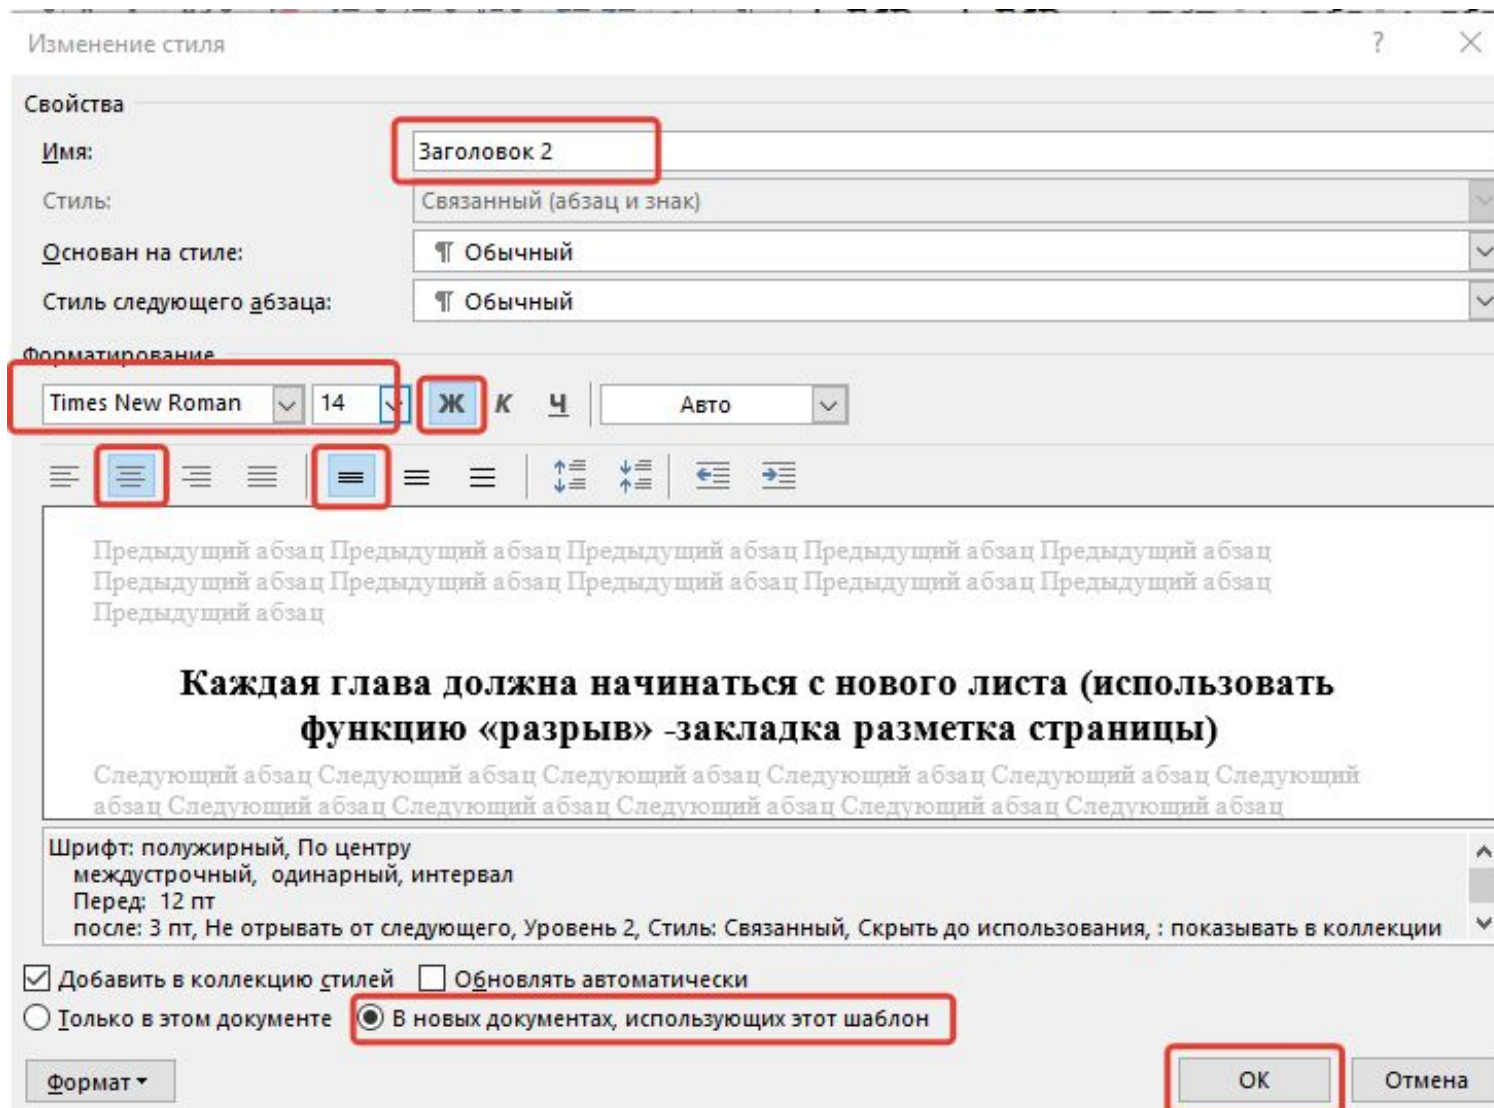 Изменение стиля ?
Свойства
Имя: Заголовок 2
Стиль: Связанный (абзац и знак)
Основан на стиле: ¶ Обычный
Стиль следующего абзаца: ¶ Обычный
Форматирование
Times New Roman 14 Ж К Ч Авто
Предыдущий абзац Предыдущий абзац Предыдущий абзац Предыдущий абзац Предыдущий абзац
Предыдущий абзац Предыдущий абзац Предыдущий абзац Предыдущий абзац Предыдущий абзац
Предыдущий абзац
Каждая глава должна начинаться с нового листа (использовать
функцию «разрыв» -закладка разметка страницы)
Следующий абзац Следующий абзац Следующий абзац Следующий абзац Следующий абзац Следующий
абзац Следующий абзац Следующий абзац Следующий абзац Следующий абзац Следующий абзац
Шрифт: полужирный, По центру
междустрочный, одинарный, интервал
Перед: 12 пт
после: 3 пт, Не отрывать от следующего, Уровень 2, Стиль: Связанный, Скрыть до использования, : показывать в коллекции
Добавить в коллекцию стилей Обновлять автоматически
Только в этом документе В новых документах, использующих этот шаблон
Формат ОК Отмена